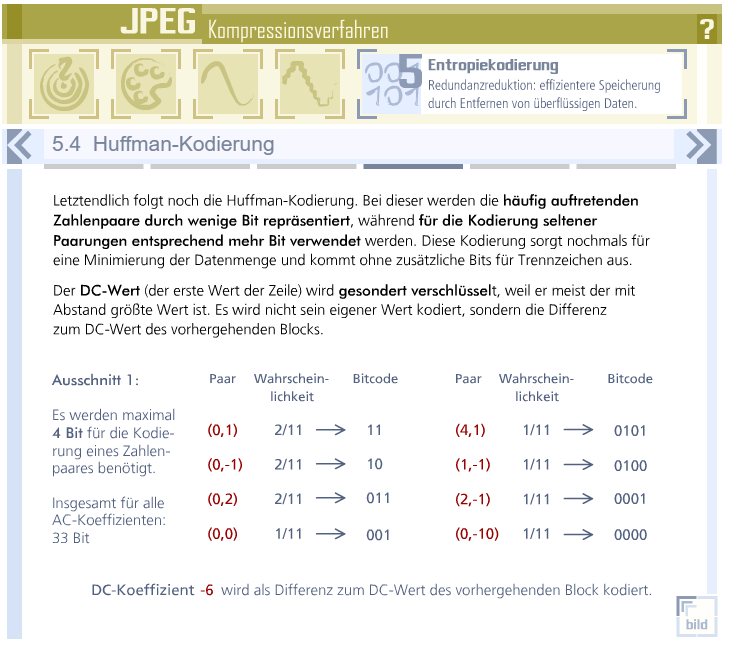 JPEG Kompressionsverfahren ?
5 Entropiekodierung
Redundanzreduktion: effizientere Speicherung
durch Entfernen von überflüssigen Daten.
5.4 Huffman-Kodierung
Letztendlich folgt noch die Huffman-Kodierung. Bei dieser werden die häufig auftretenden
Zahlenpaare durch wenige Bit repräsentiert, während für die Kodierung seltener
Paarungen entsprechend mehr Bit verwendet werden. Diese Kodierung sorgt nochmals für
eine Minimierung der Datenmenge und kommt ohne zusätzliche Bits für Trennzeichen aus.
Der DC-Wert (der erste Wert der Zeile) wird gesondert verschlüsselt, weil er meist der mit
Abstand größte Wert ist. Es wird nicht sein eigener Wert kodiert, sondern die Differenz
zum DC-Wert des vorhergehenden Blocks.
Ausschnitt 1:
Es werden maximal
4 Bit für die Kodie-
rung eines Zahlen-
paares benötigt.
Insgesamt für alle
AC-Koeffizienten:
33 Bit
Paar Wahrschein- Bitcode
lichkeit
(0,1) 2/11 → 11
(0,-1) 2/11 → 10
(0,2) 2/11 → 011
(0,0) 1/11 → 001
Paar Wahrschein- Bitcode
lichkeit
(4,1) 1/11 → 0101
(1,-1) 1/11 → 0100
(2,-1) 1/11 → 0001
(0,-10) 1/11 → 0000
DC-Koeffizient -6 wird als Differenz zum DC-Wert des vorhergehenden Block kodiert.
bild